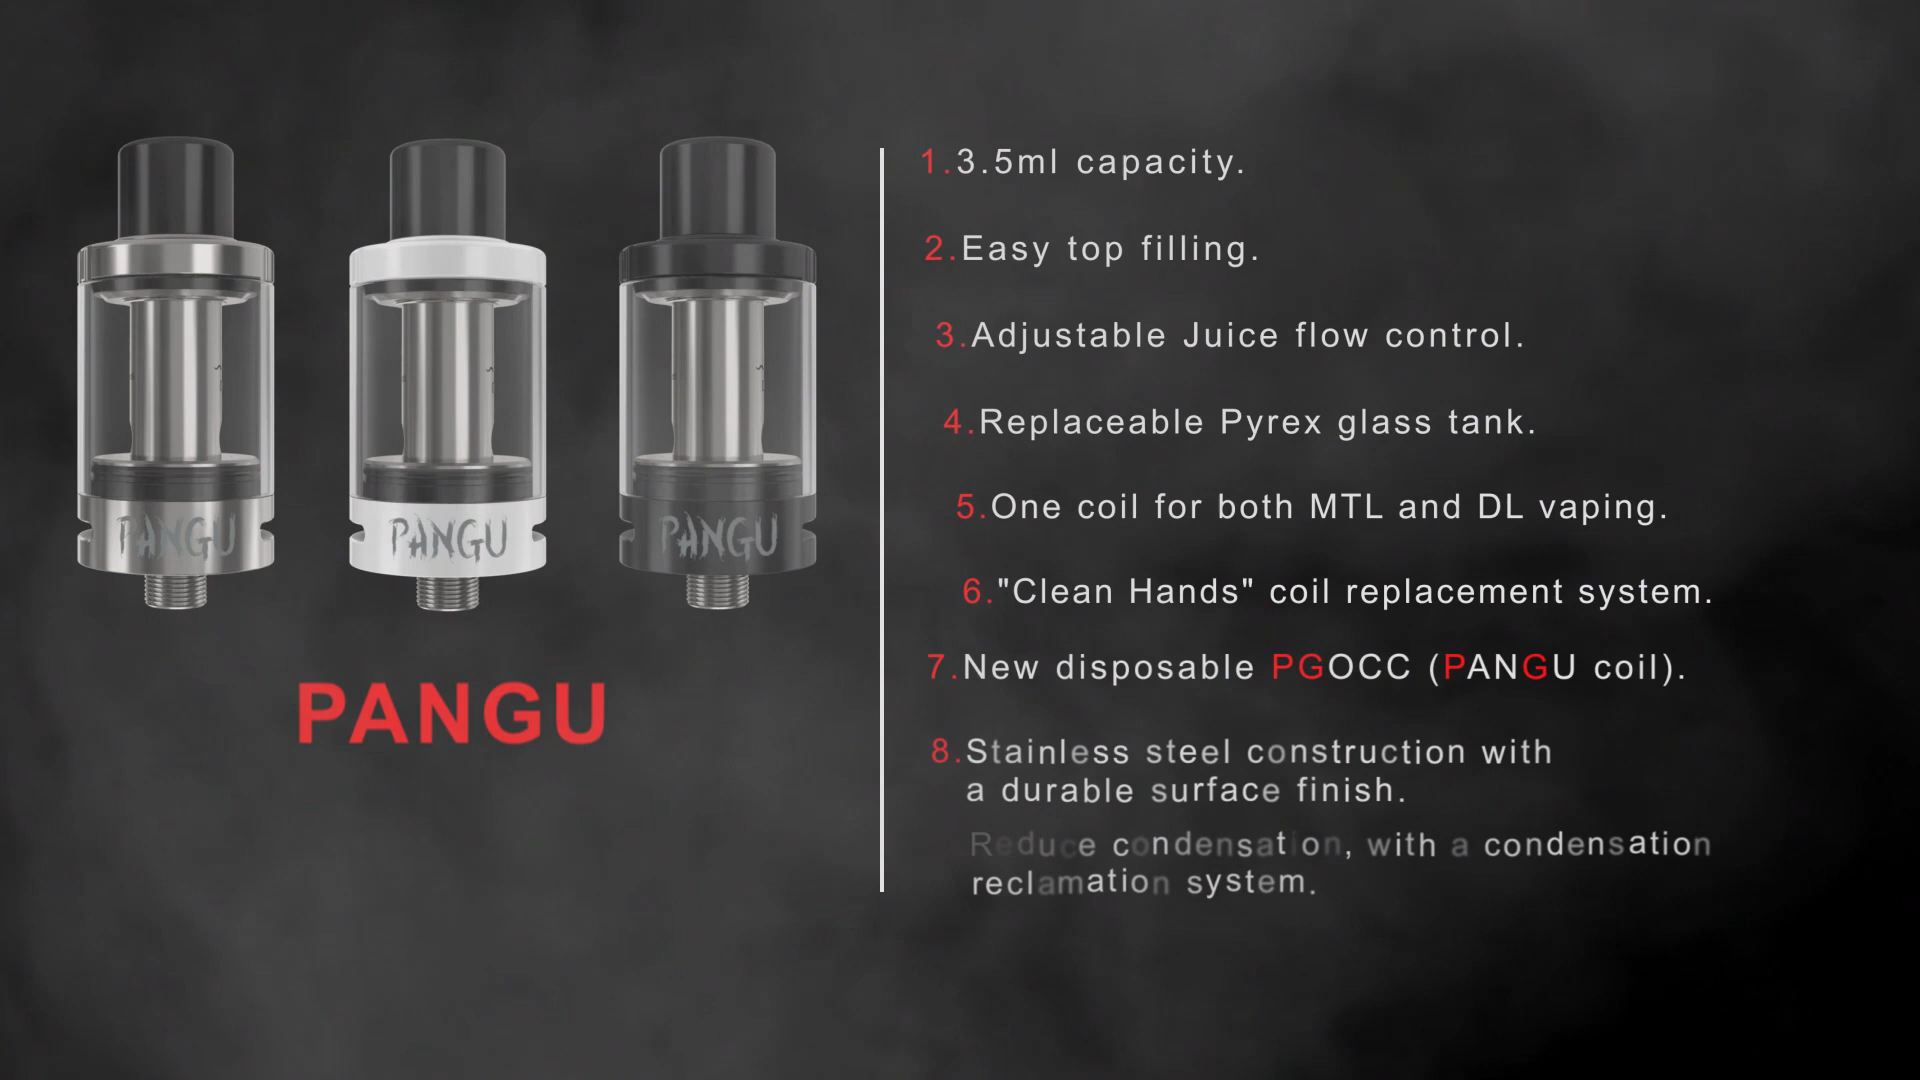 PANGU
PANGU
PANGU
PANGU
1.3.5ml capacity.
2.Easy top filling.
3.Adjustable Juice flow control.
4.Replaceable Pyrex glass tank.
5.One coil for both MTL and DL vaping.
6."Clean Hands" coil replacement system.
7.New disposable PGOCC (PANGU coil).
8.Stainless steel construction with
a durable surface finish.
Reduce condensation, with a condensation
reclamation system.